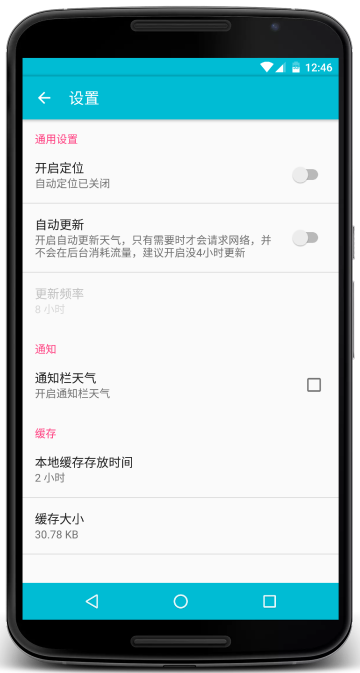 12:46
设置
通用设置
开启定位
自动定位已关闭
自动更新
开启自动更新天气，只有需要时才会请求网络，并
不会在后台消耗流量，建议开启没4小时更新
更新频率
8 小时
通知
通知栏天气
开启通知栏天气
缓存
本地缓存存放时间
2 小时
缓存大小
30.78 KB